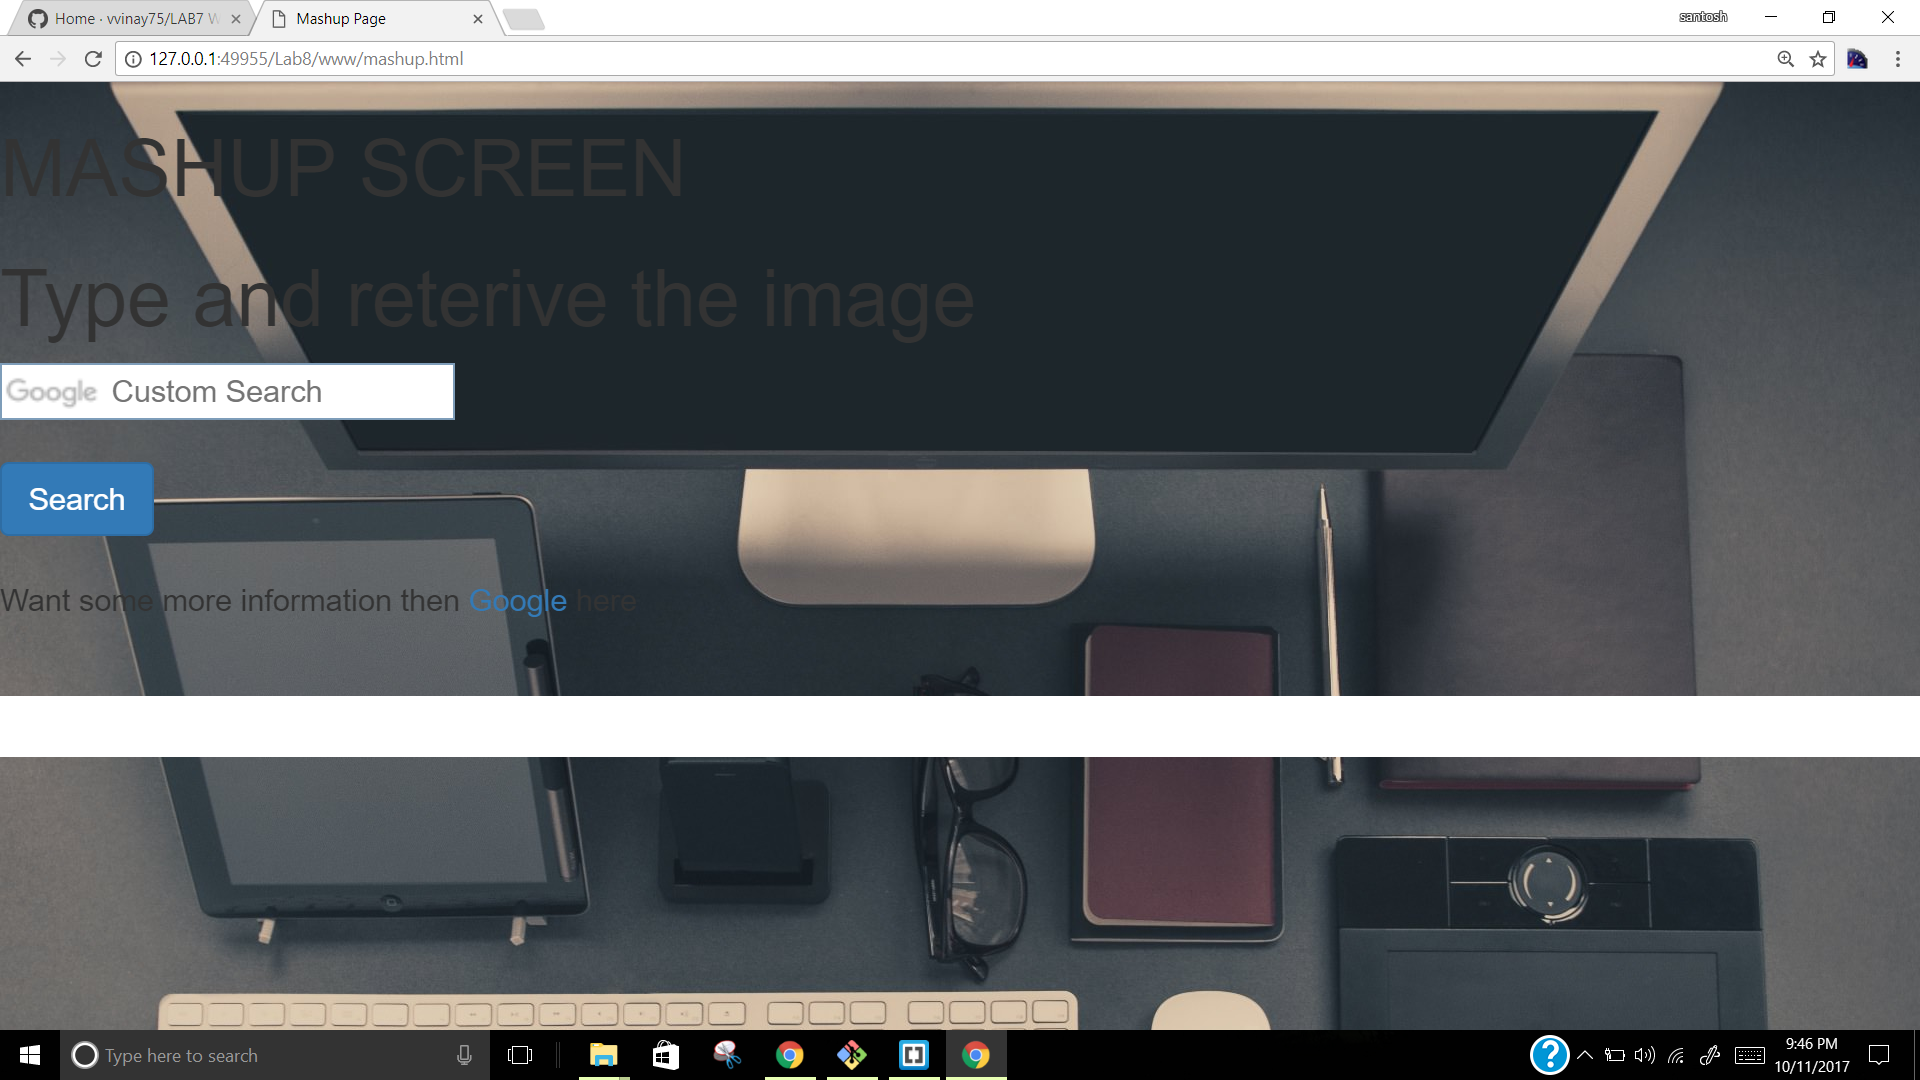 Home · vvinay75/LAB7 W
Mashup Page
santosh
127.0.0.1:49955/Lab8/www/mashup.html
MASHUP SCREEN
Type and reterive the image
Google Custom Search
Search
Want some more information then Google here
Type here to search
9:46 PM
10/11/2017